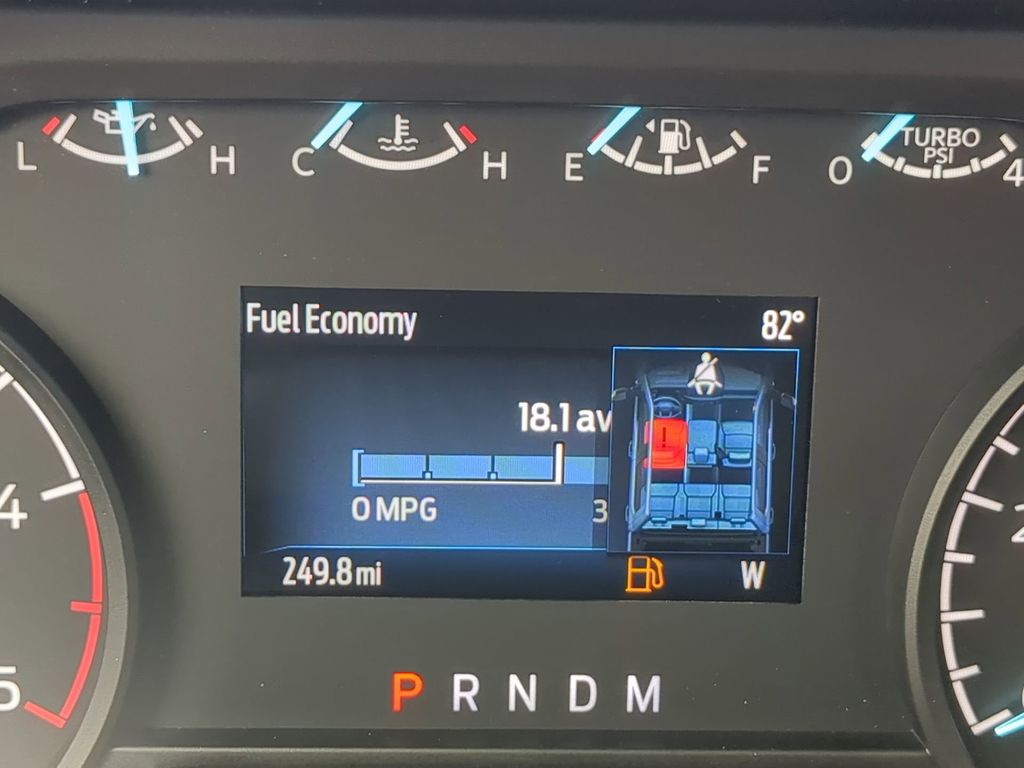 L H C H E F O TURBO PSI 4
Fuel Economy 82°
18.1 av
0 MPG 3
249.8 mi W
4
5
P R N D M